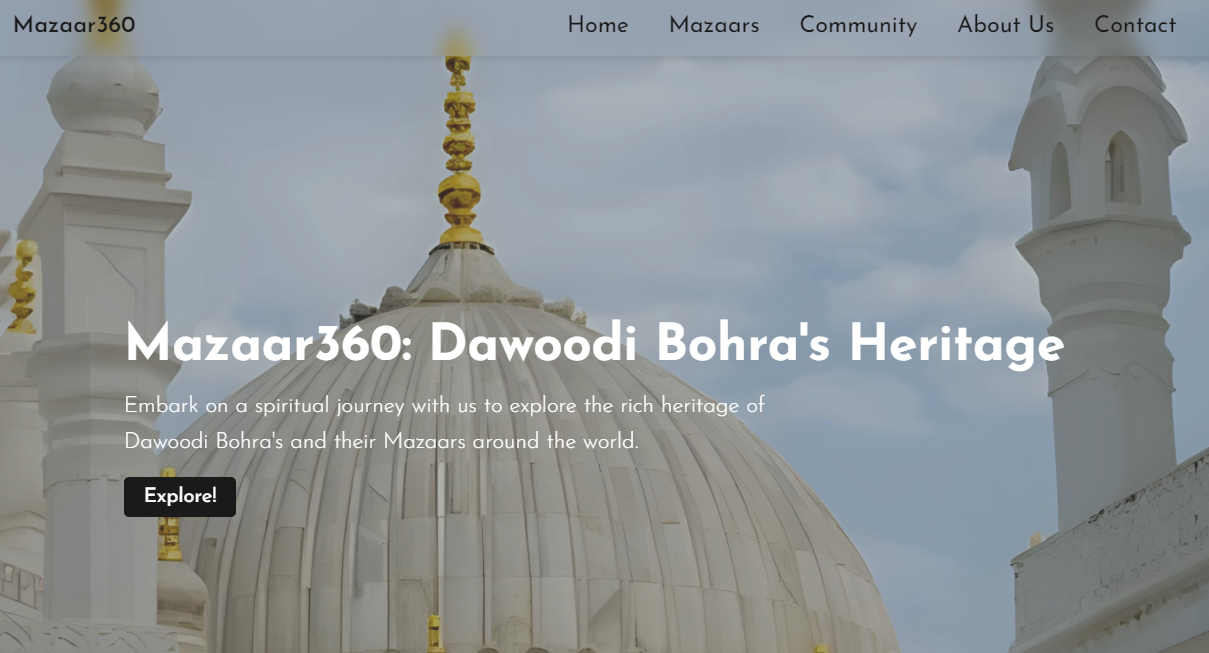 Mazaar360
Home Mazaars Community About Us Contact
Mazaar360: Dawoodi Bohra's Heritage
Embark on a spiritual journey with us to explore the rich heritage of
Dawoodi Bohra's and their Mazaars around the world.
Explore!